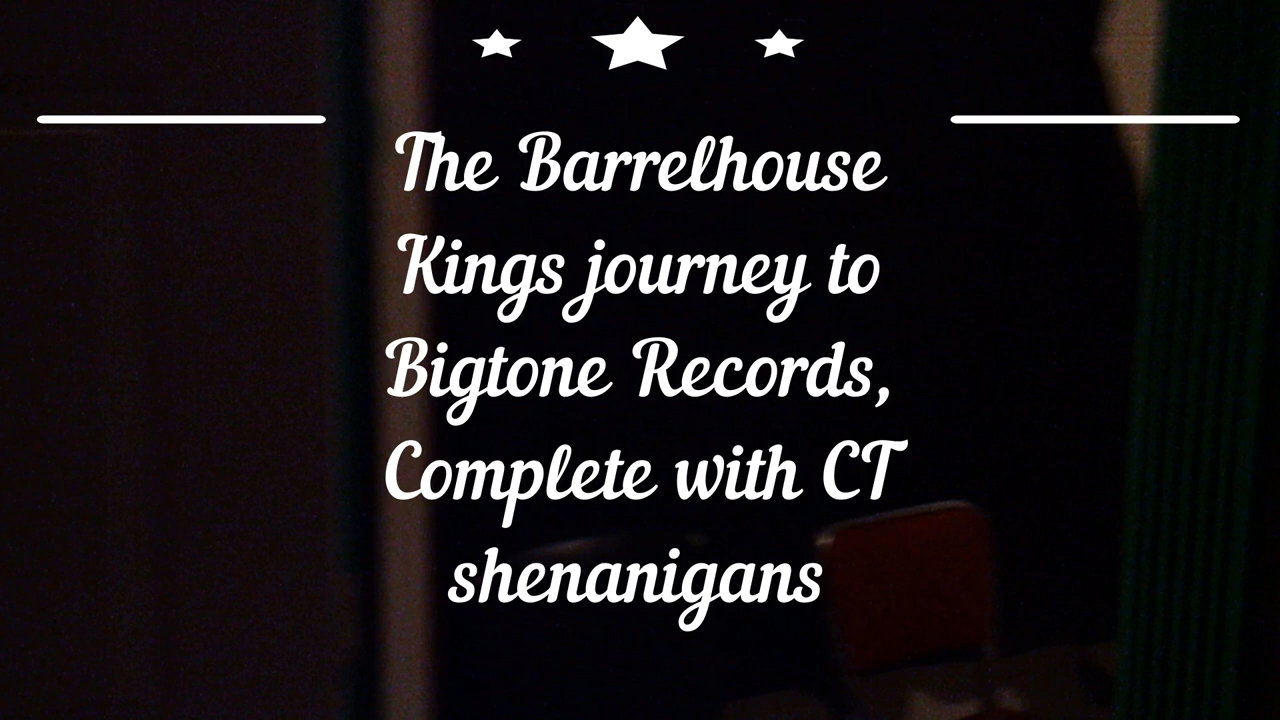 The Barrelhouse
Kings journey to
Bigtone Records,
Complete with CT
shenanigans